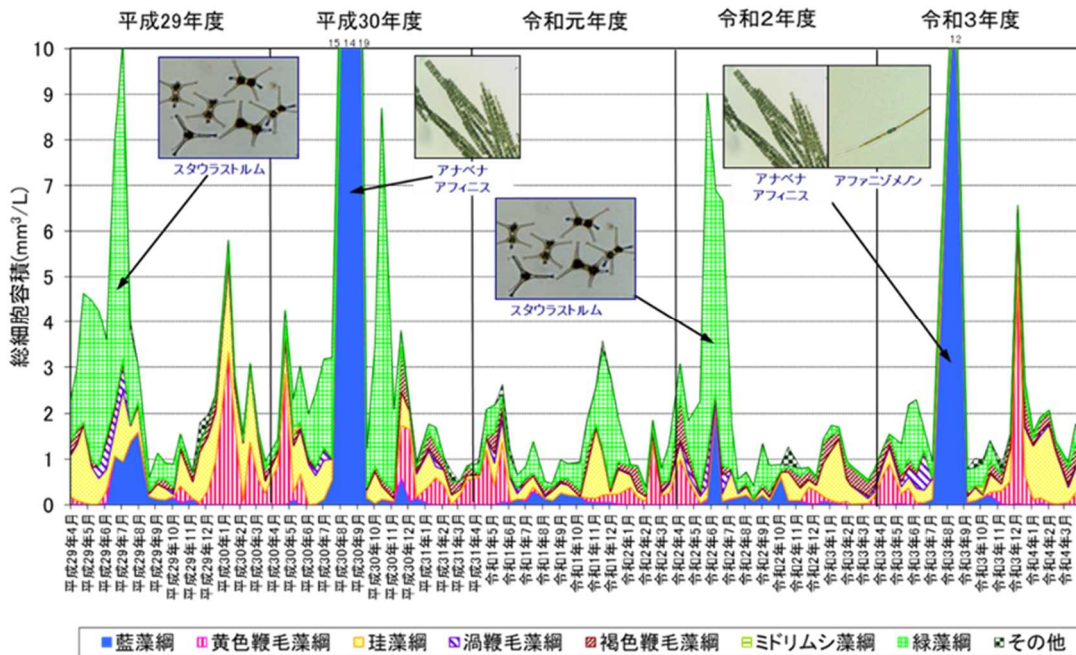 平成29年度
平成30年度
令和元年度
令和2年度
令和3年度
総細胞容積(mm³/L)
10
9
8
7
6
5
4
3
2
1
0
15 14 19
12
スタウラストルム
アナベナ
アフィニス
スタウラストルム
アナベナ
アフィニス
アファニゾメノン
平成29年4月
平成29年5月
平成29年6月
平成29年7月
平成29年8月
平成29年9月
平成29年10月
平成29年11月
平成29年12月
平成30年1月
平成30年2月
平成30年3月
平成30年4月
平成30年5月
平成30年6月
平成30年7月
平成30年8月
平成30年9月
平成30年10月
平成30年11月
平成30年12月
平成31年1月
平成31年2月
平成31年3月
平成31年4月
令和1年5月
令和1年6月
令和1年7月
令和1年8月
令和1年9月
令和1年10月
令和1年11月
令和1年12月
令和2年1月
令和2年2月
令和2年3月
令和2年4月
令和2年5月
令和2年6月
令和2年7月
令和2年8月
令和2年9月
令和2年10月
令和2年11月
令和2年12月
令和3年1月
令和3年2月
令和3年3月
令和3年4月
令和3年5月
令和3年6月
令和3年7月
令和3年8月
令和3年9月
令和3年10月
令和3年11月
令和3年12月
令和4年1月
令和4年2月
令和4年3月
藍藻綱 黄色鞭毛藻綱 珪藻綱 渦鞭毛藻綱 褐色鞭毛藻綱 ミドリムシ藻綱 緑藻綱 その他